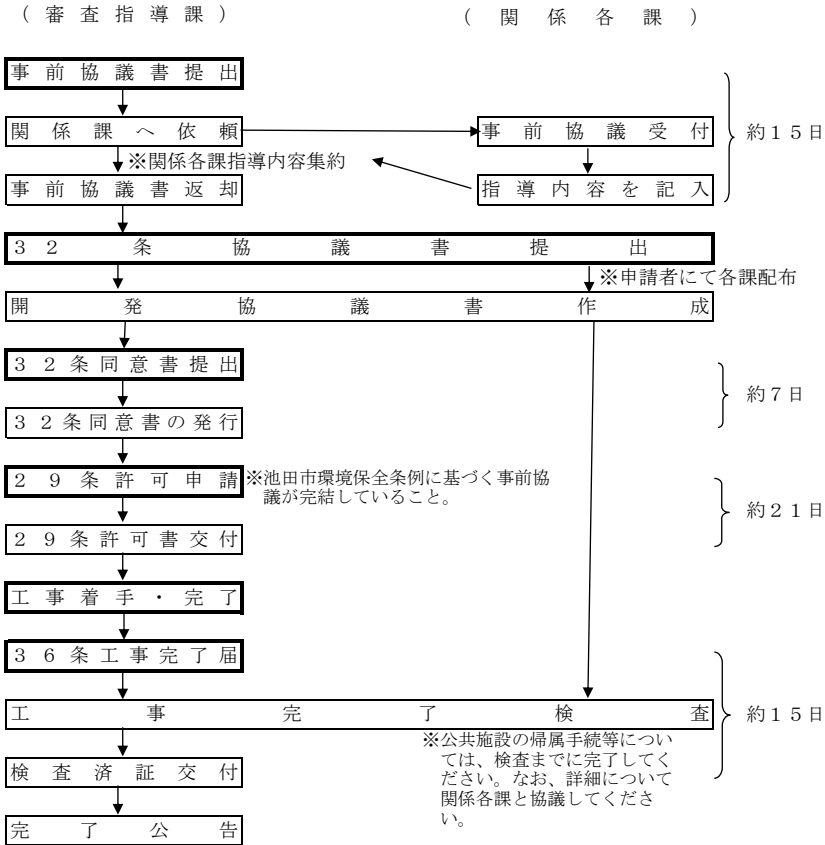 （審査指導課）
（関係各課）
事前協議書提出
関係課へ依頼
事前協議受付
約１５日
※関係各課指導内容集約
事前協議書返却
指導内容を記入
３２条協議書提出
※申請者にて各課配布
開発協議書作成
３２条同意書提出
約７日
３２条同意書の発行
２９条許可申請
※池田市環境保全条例に基づく事前協
議が完結していること。
約２１日
２９条許可書交付
工事着手・完了
３６条工事完了届
工事完了検査
約１５日
※公共施設の帰属手続等につい
ては、検査までに完了してく
ださい。なお、詳細について
関係各課と協議してくださ
い。
検査済証交付
完了公告